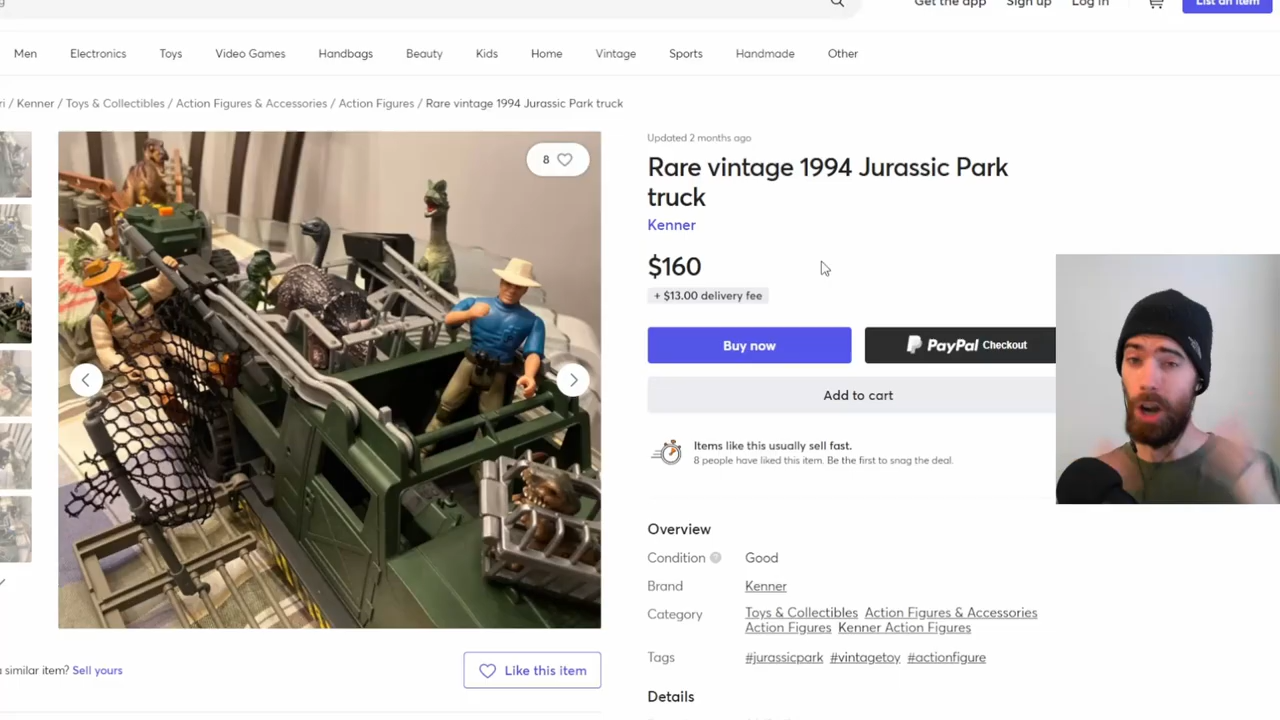 Get the app Sign up Log in List an item
Men Electronics Toys Video Games Handbags Beauty Kids Home Vintage Sports Handmade Other
/ Kenner / Toys & Collectibles / Action Figures & Accessories / Action Figures / Rare vintage 1994 Jurassic Park truck
8
Updated 2 months ago
Rare vintage 1994 Jurassic Park
truck
Kenner
$160
+ $13.00 delivery fee
Buy now PayPal Checkout
Add to cart
Items like this usually sell fast.
8 people have liked this item. Be the first to snag the deal.
Overview
Condition Good
Brand Kenner
Category Toys & Collectibles Action Figures & Accessories
Action Figures Kenner Action Figures
Tags #jurassicpark #vintagetoy #actionfigure
Details
similar item? Sell yours
Like this item